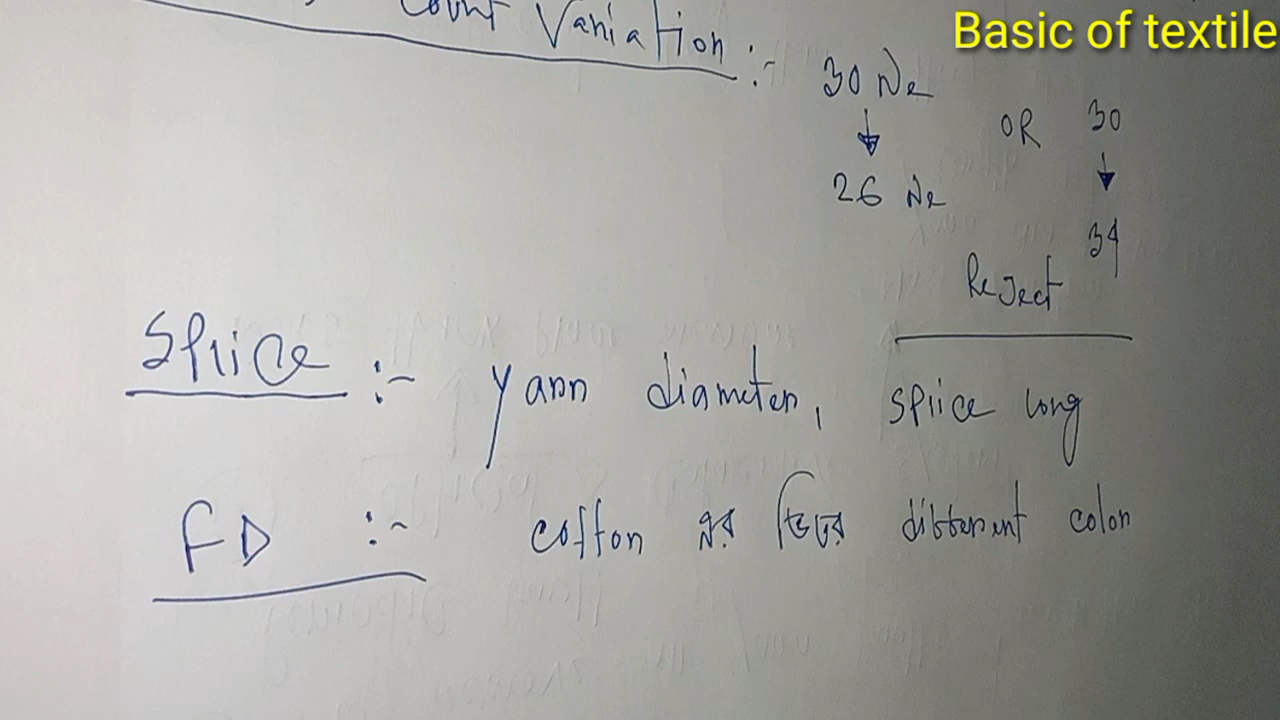 Basic of textile
Count Variation :-
30 Ne
↓
26 Ne
OR
30
↓
34
Reject
Splice :- Yarn diameter, splice long
FD :- cotton এর ভিতর different color